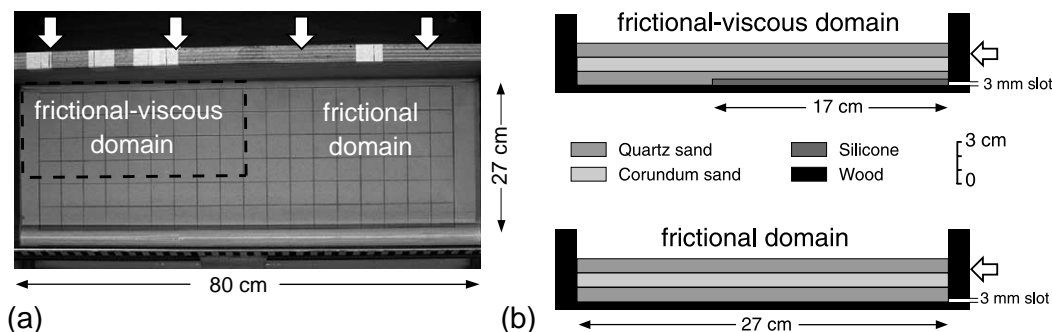 frictional-viscous
domain
frictional
domain
27 cm
80 cm
(a)
frictional-viscous domain
3 mm slot
17 cm
Quartz sand
Silicone
3 cm
Corundum sand
Wood
0
frictional domain
3 mm slot
27 cm
(b)